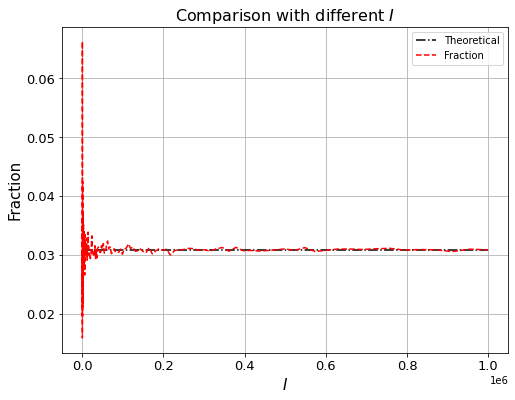 Comparison with different I
Theoretical
Fraction
0.06
0.05
0.04
0.03
0.02
Fraction
0.0 0.2 0.4 0.6 0.8 1.0
1e6
I